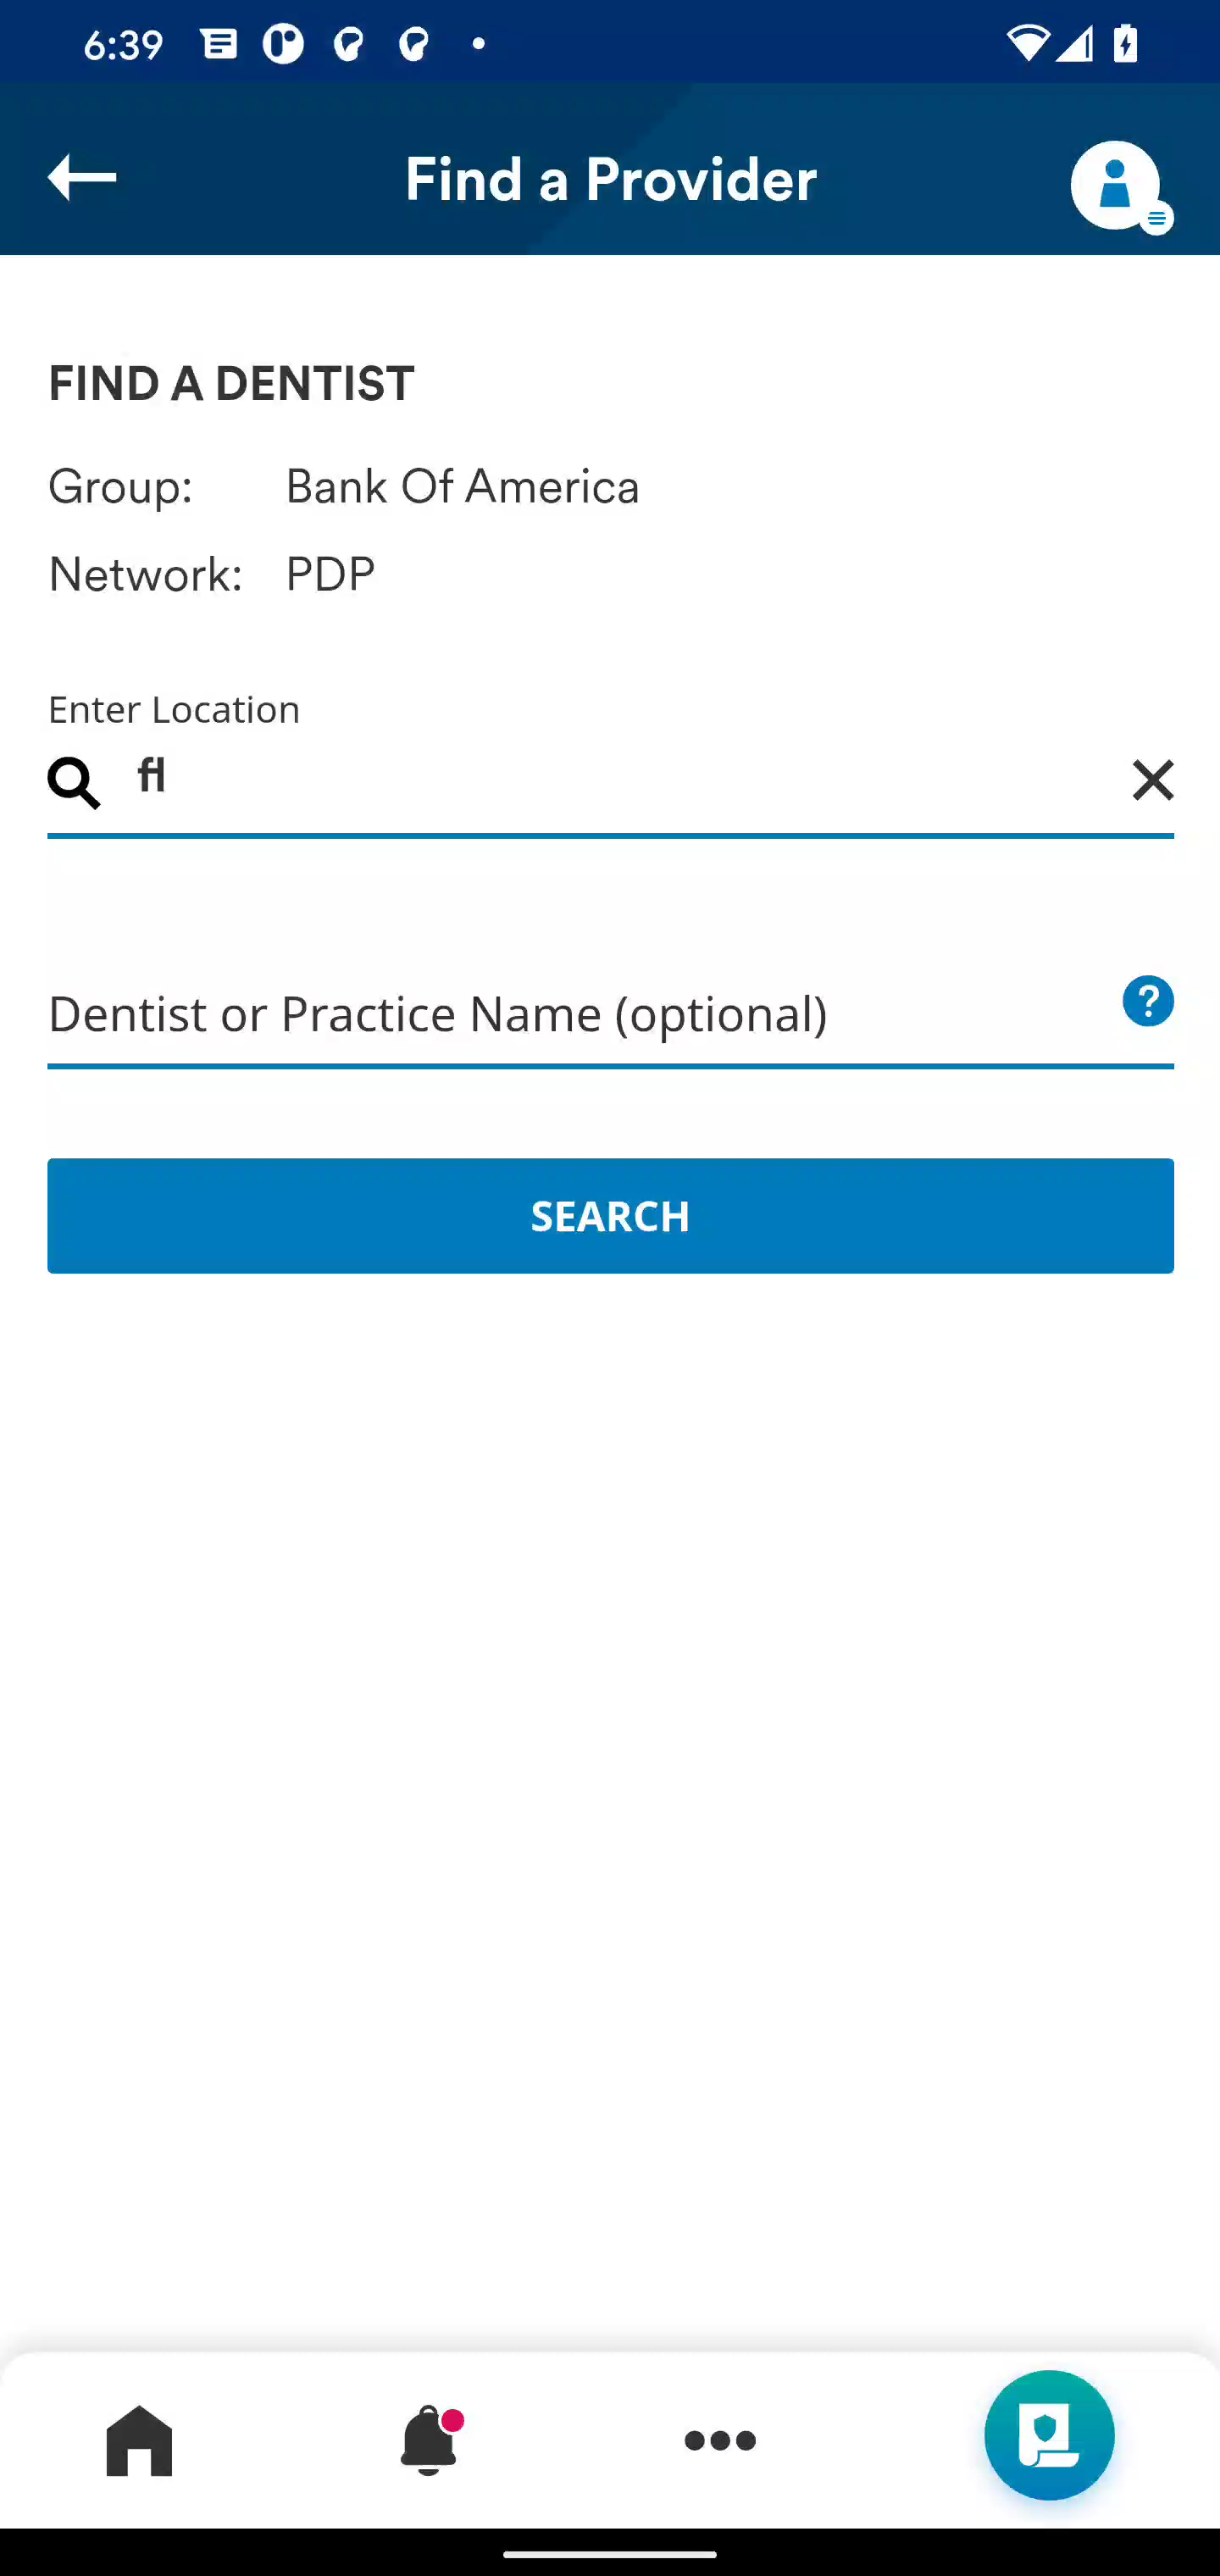 6:39
Find a Provider
FIND A DENTIST
Group: Bank Of America
Network: PDP
Enter Location
fl
Dentist or Practice Name (optional)
?
SEARCH